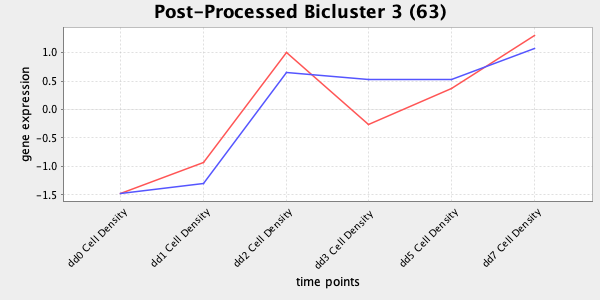 Post-Processed Bicluster 3 (63)
gene expression
1.0
0.5
0.0
-0.5
-1.0
-1.5
dd0 Cell Density
dd1 Cell Density
dd2 Cell Density
dd3 Cell Density
dd5 Cell Density
dd7 Cell Density
time points